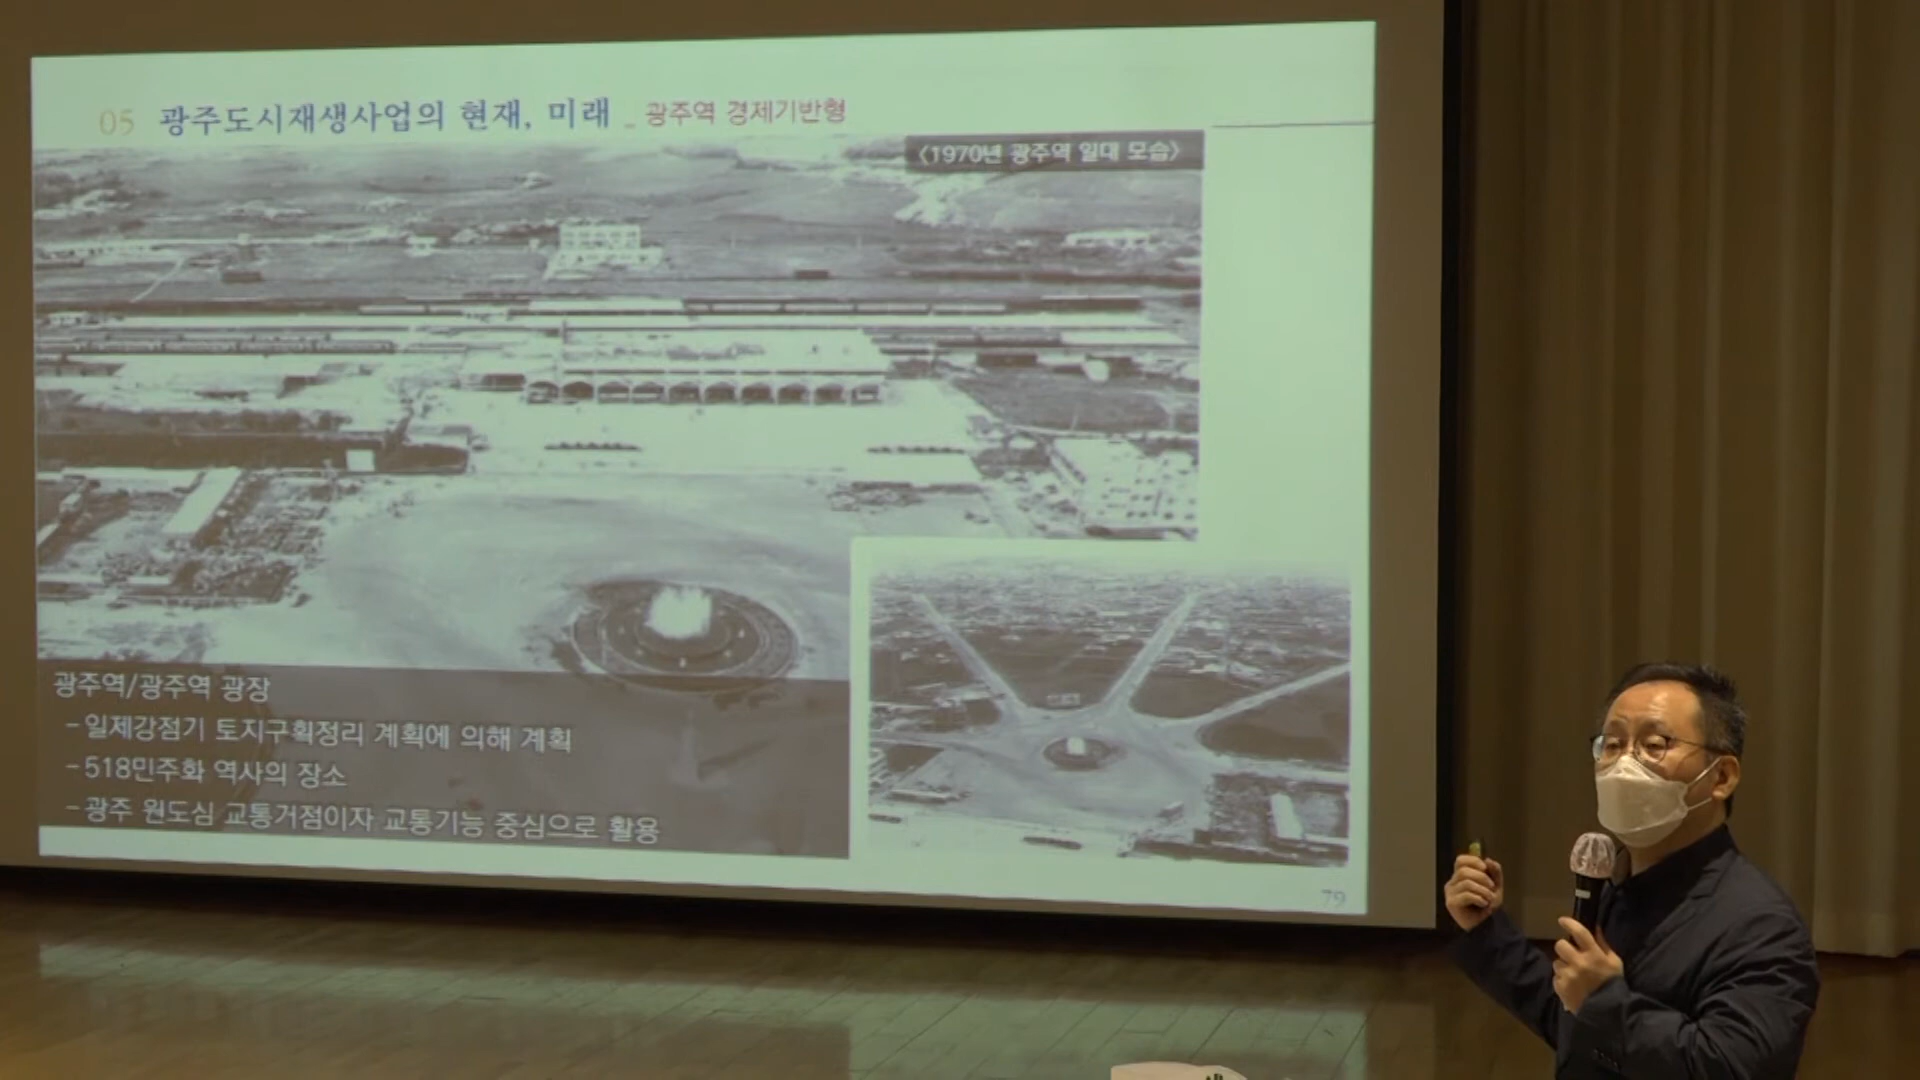 05 광주도시재생사업의 현재, 미래 _ 광주역 경제기반형
<1970년 광주역 일대 모습>
광주역/광주역 광장
-일제강점기 토지구획정리 계획에 의해 계획
-518민주화 역사의 장소
-광주 원도심 교통거점이자 교통기능 중심으로 활용
79